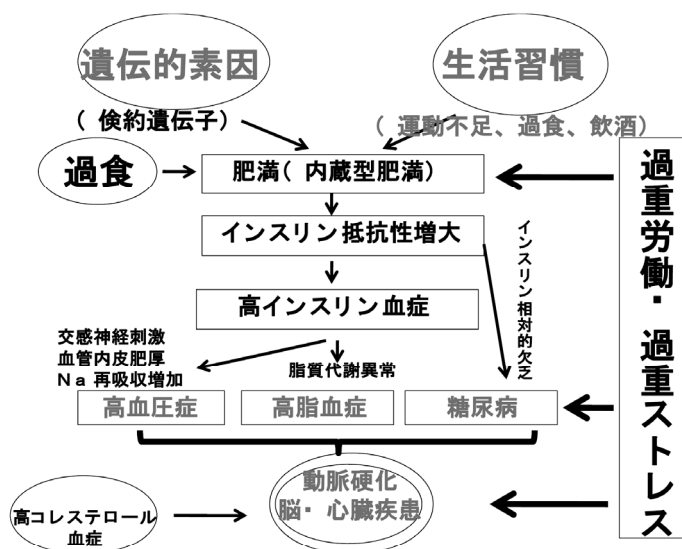 遺伝的素因
生活習慣
( 倹約遺伝子)
( 運動不足、過食、飲酒)
過食
肥満( 内蔵型肥満)
過重労働・過重ストレス
インスリン抵抗性増大
インスリン相対的欠乏
高インスリン血症
交感神経刺激
血管内皮肥厚
Na再吸収増加
脂質代謝異常
高血圧症
高脂血症
糖尿病
動脈硬化
脳・心臓疾患
高コレステロール
血症